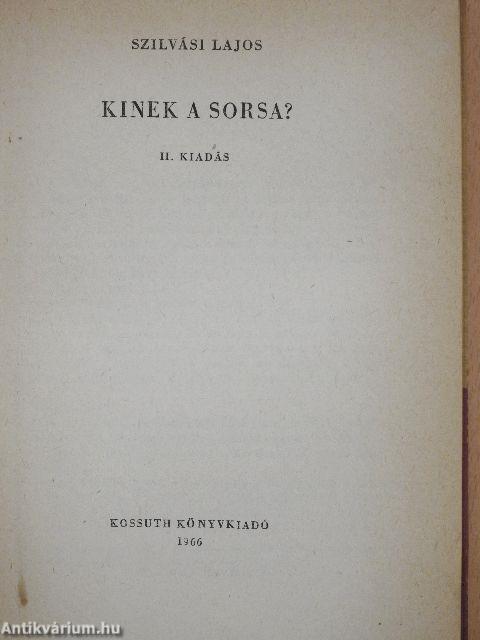 SZILVÁSI LAJOS
KINEK A SORSA?
II. KIADÁS
KOSSUTH KÖNYVKIADÓ
1966
Antikvárium.hu